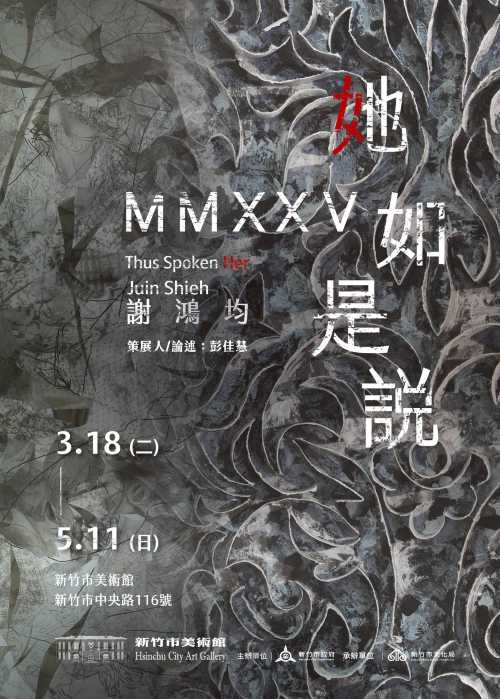 她如是說
MMXXV
Thus Spoken Her
Juin Shieh
謝鴻均
策展人/論述：彭佳慧
3.18 (二)
5.11 (日)
新竹市美術館
新竹市中央路116號
新竹市美術館
Hsinchu City Art Gallery
主辦單位 新竹市政府 承辦單位 新竹市文化局